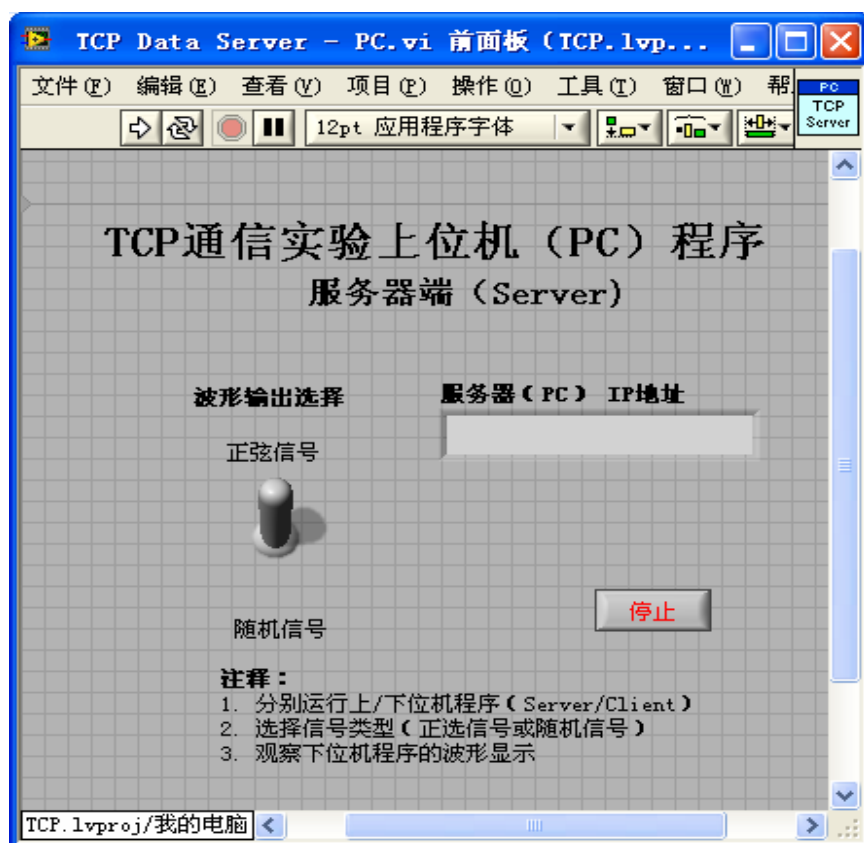 TCP Data Server - PC.vi 前面板 (TCP.lvp...
文件(F) 编辑(E) 查看(V) 项目(P) 操作(O) 工具(T) 窗口(W) 帮
PC
TCP
Server
12pt 应用程序字体
TCP通信实验上位机（PC）程序
服务器端（Server）
波形输出选择
服务器（PC） IP地址
正弦信号
停止
随机信号
注释：
1. 分别运行上/下位机程序（Server/Client）
2. 选择信号类型（正选信号或随机信号）
3. 观察下位机程序的波形显示
TCP.lvproj/我的电脑